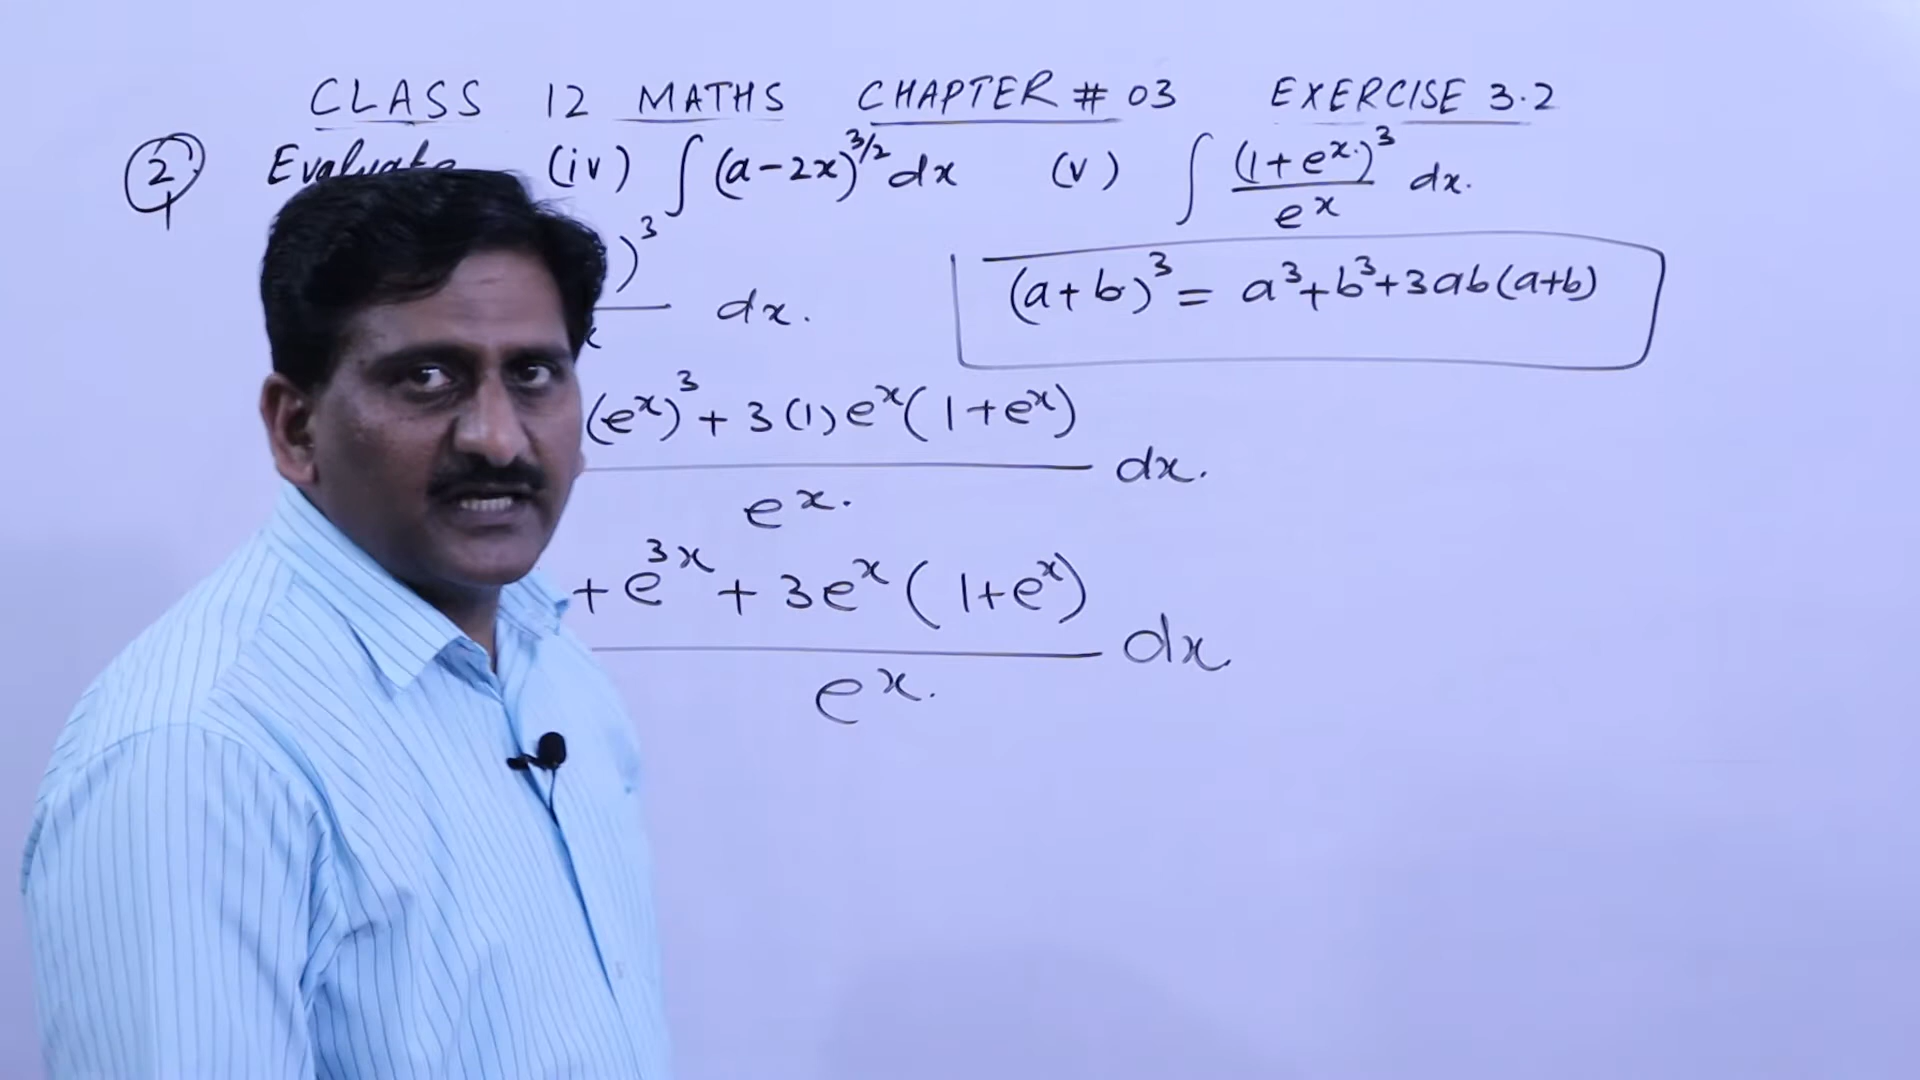 CLASS 12 MATHS CHAPTER # 03 EXERCISE 3.2
② Evaluate (iv) ∫ (a-2x)^3/2 dx (v) ∫ (1+e^x)^3 / e^x dx.
)^3 / x dx.
(a+b)^3 = a^3+b^3+3ab(a+b)
(e^x)^3 + 3(1)e^x(1+e^x) / e^x. dx.
+ e^3x + 3e^x(1+e^x) / e^x. dx